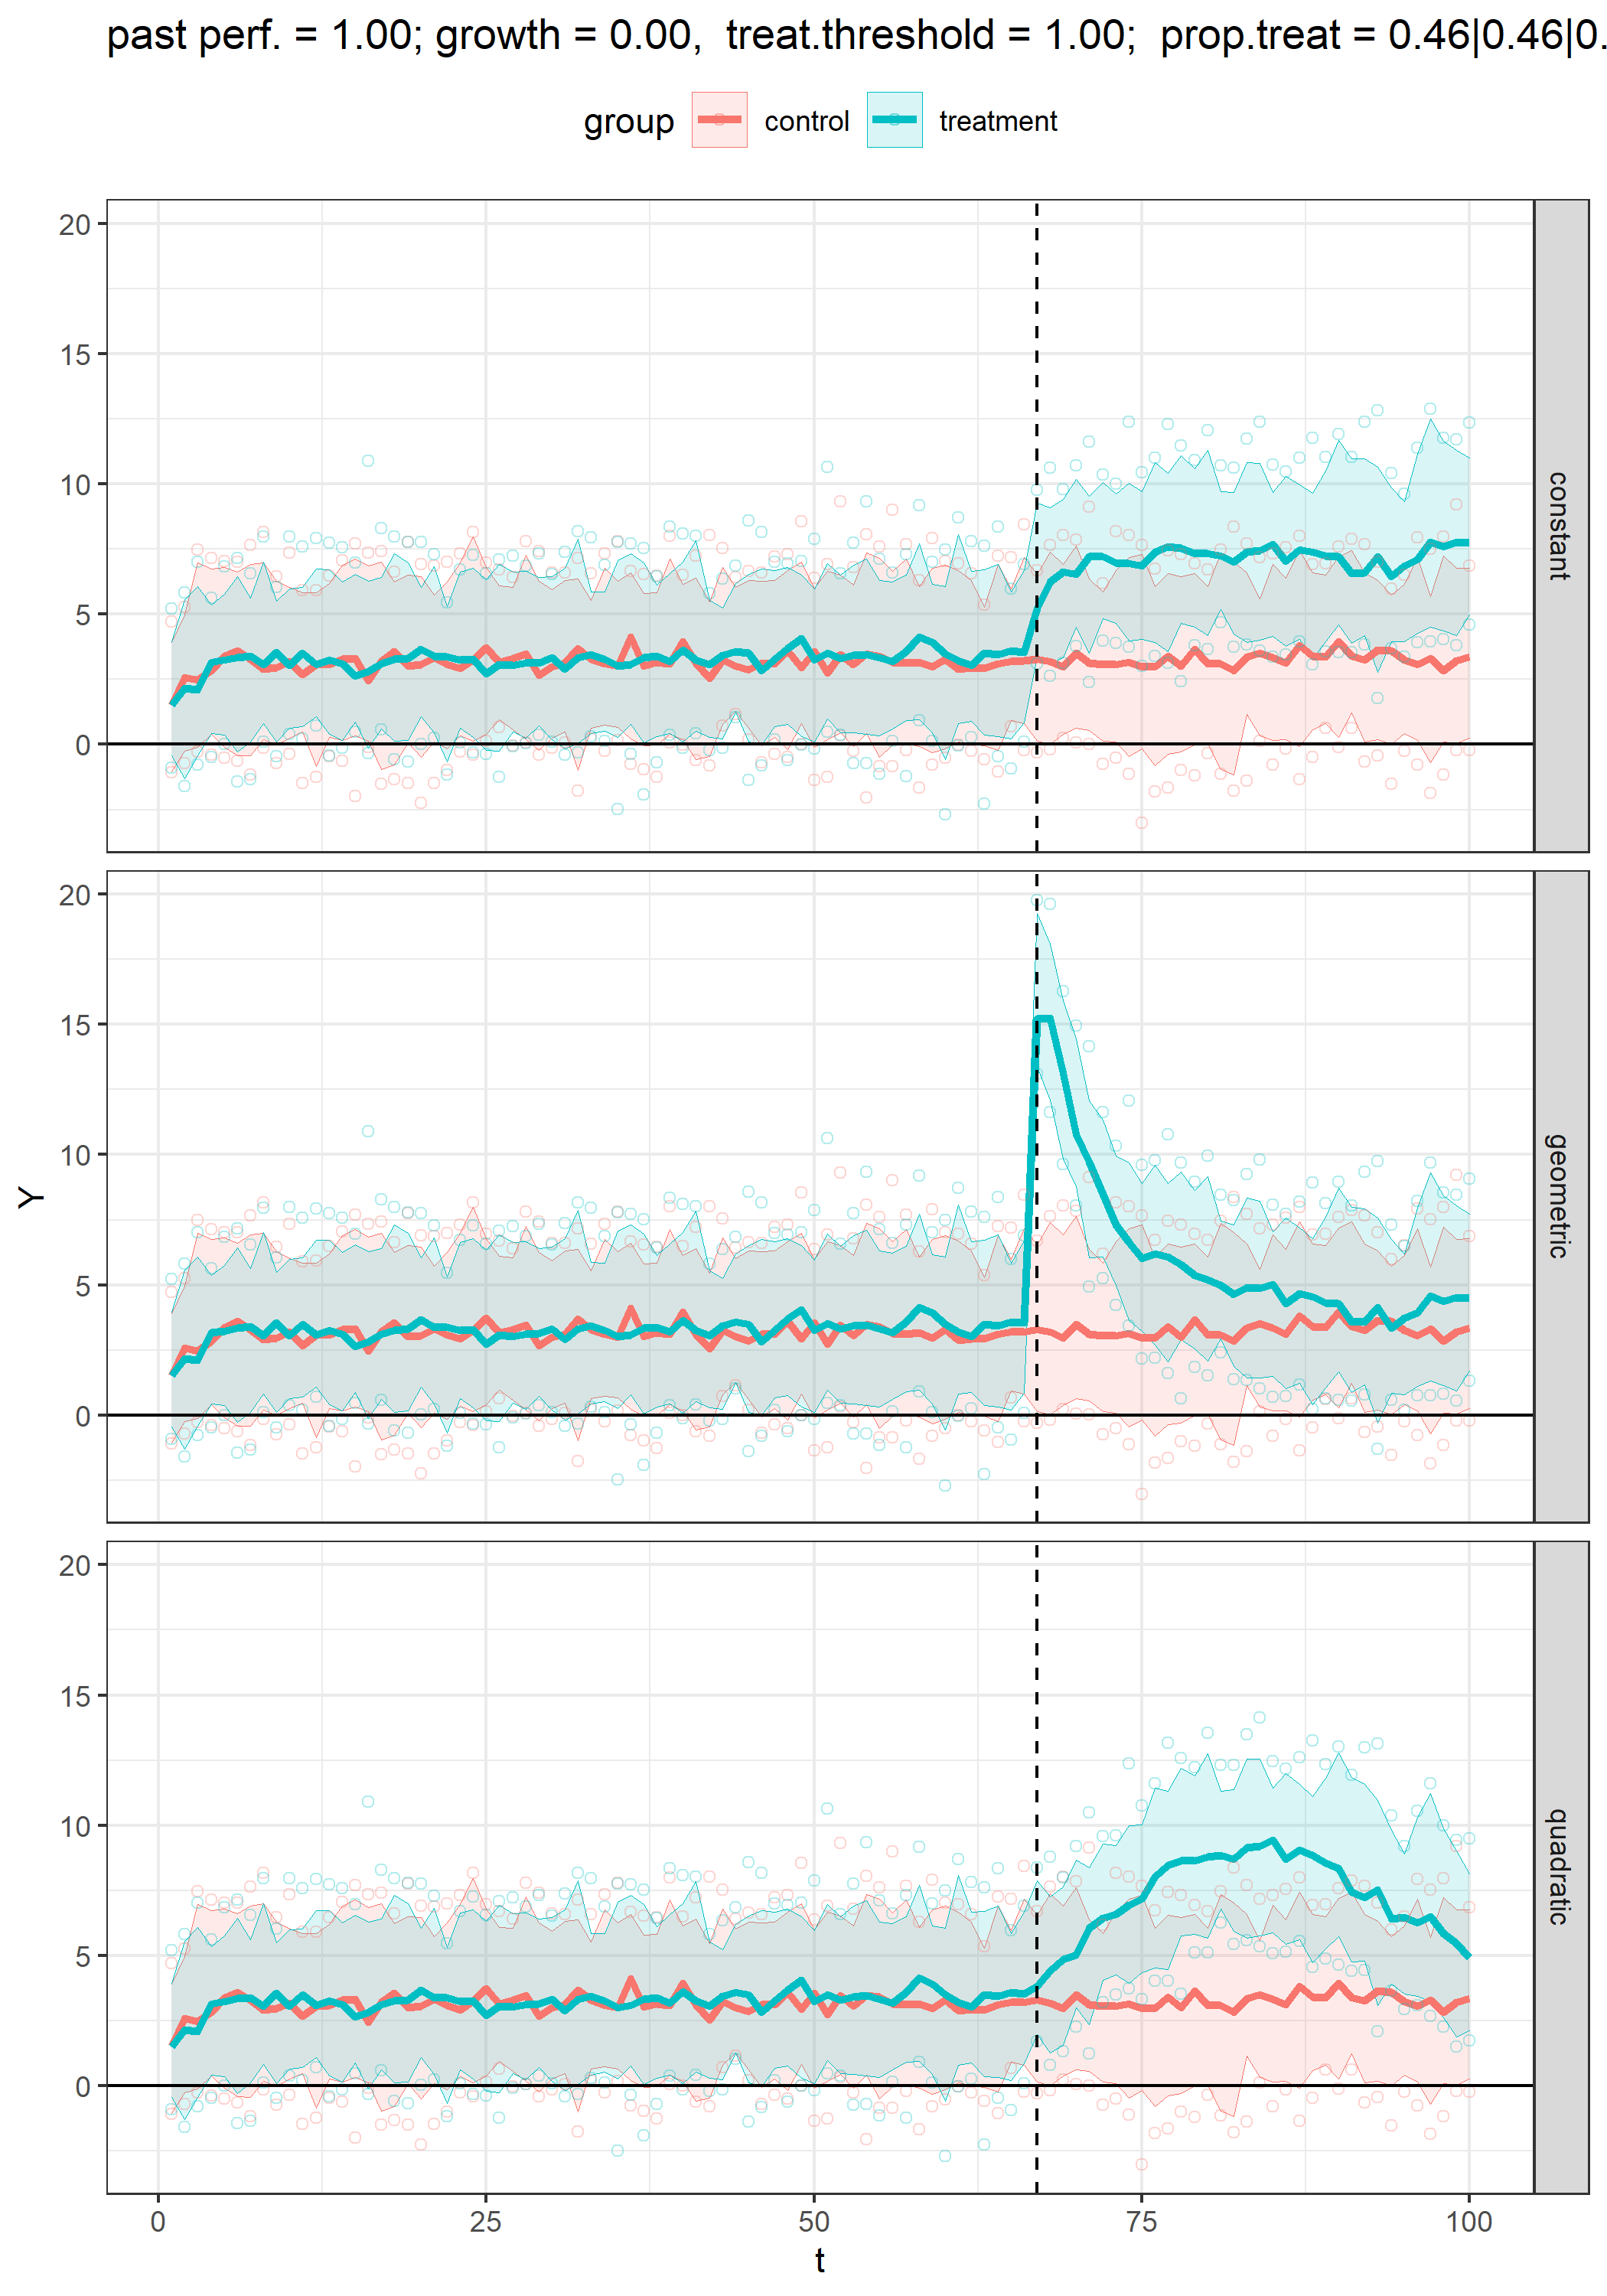 past perf. = 1.00; growth = 0.00,  treat.threshold = 1.00;  prop.treat = 0.46|0.46|0.
group control treatment
20
15
10
5
0
constant
20
15
10
5
0
geometric
Y
20
15
10
5
0
quadratic
0 25 50 75 100
t